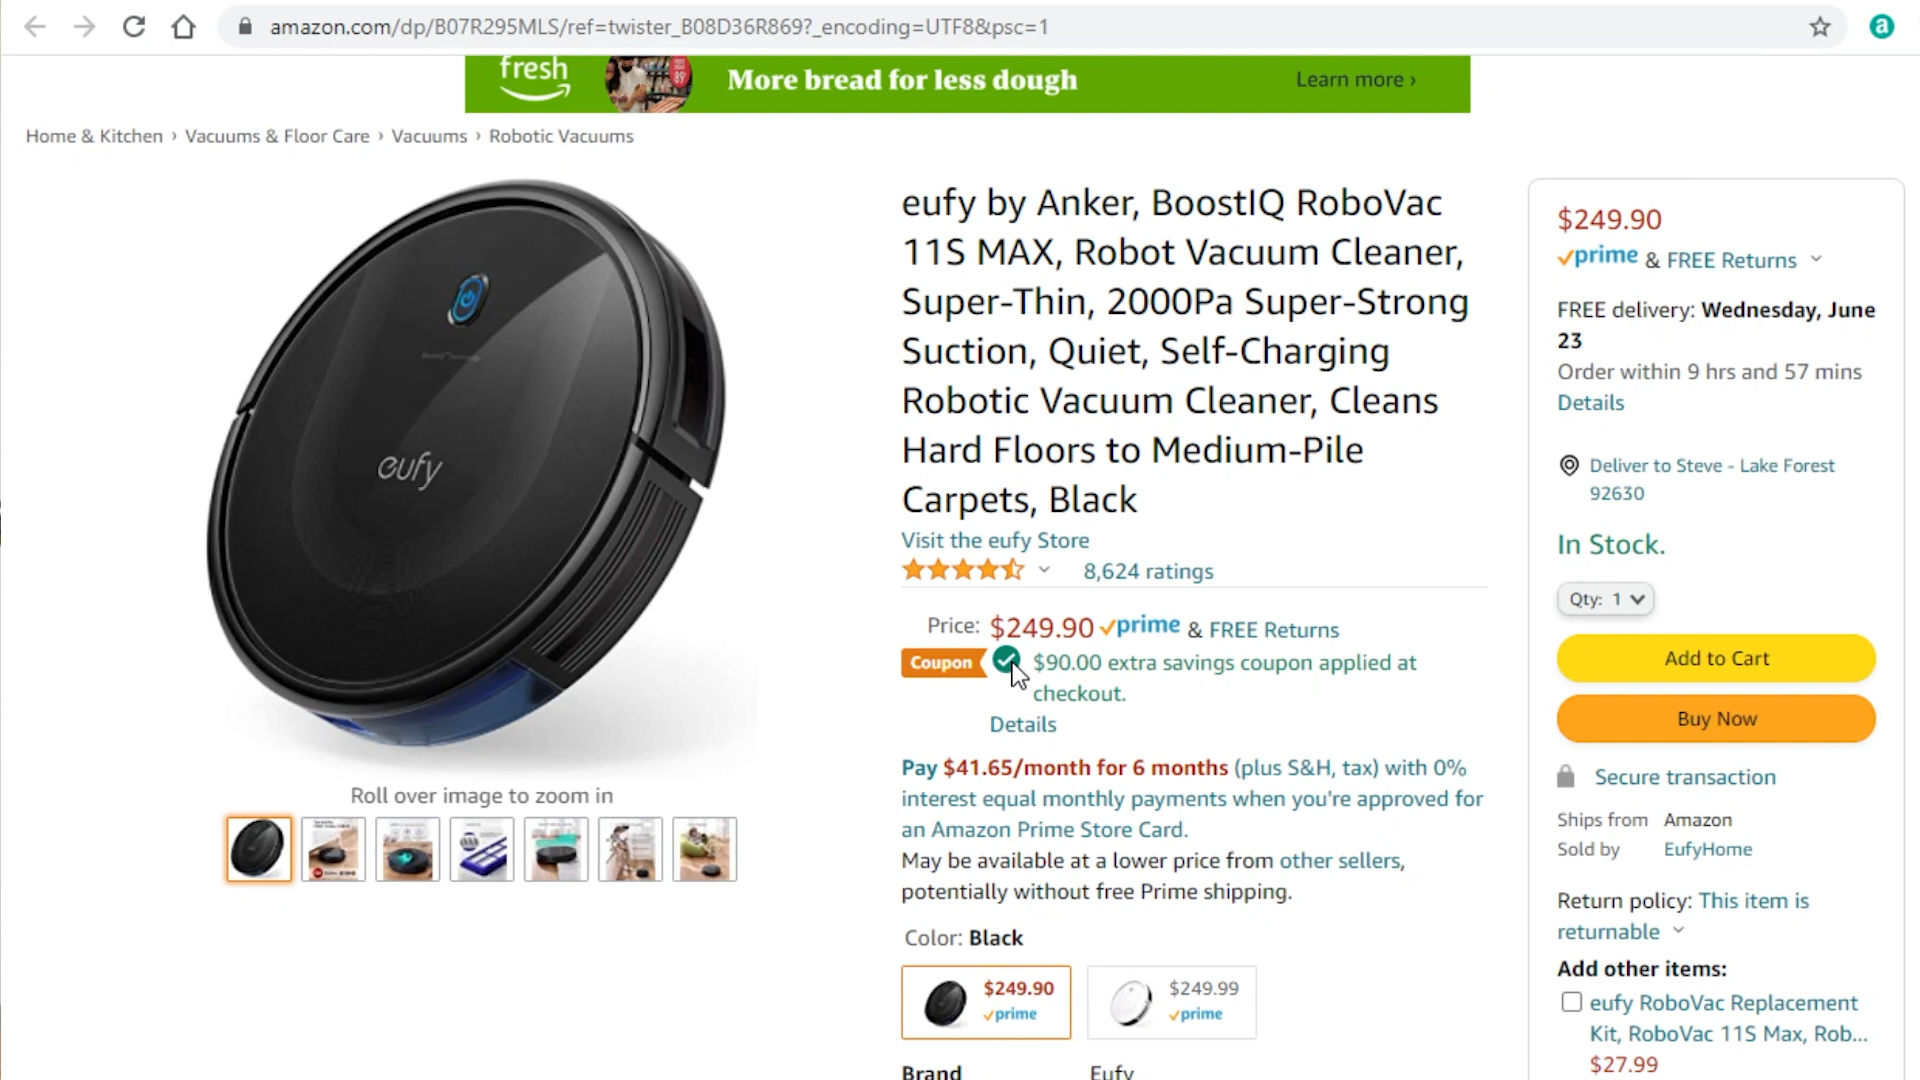 amazon.com/dp/B07R295MLS/ref=twister_B08D36R869?_encoding=UTF8&psc=1
a
fresh
More bread for less dough
Learn more ›
Home & Kitchen › Vacuums & Floor Care › Vacuums › Robotic Vacuums
eufy
Roll over image to zoom in
eufy by Anker, BoostIQ RoboVac
11S MAX, Robot Vacuum Cleaner,
Super-Thin, 2000Pa Super-Strong
Suction, Quiet, Self-Charging
Robotic Vacuum Cleaner, Cleans
Hard Floors to Medium-Pile
Carpets, Black
Visit the eufy Store
8,624 ratings
Price: $249.90 prime & FREE Returns
Coupon $90.00 extra savings coupon applied at
checkout.
Details
Pay $41.65/month for 6 months (plus S&H, tax) with 0%
interest equal monthly payments when you're approved for
an Amazon Prime Store Card.
May be available at a lower price from other sellers,
potentially without free Prime shipping.
Color: Black
$249.90
prime
$249.99
prime
Brand Eufy
$249.90
prime & FREE Returns
FREE delivery: Wednesday, June
23
Order within 9 hrs and 57 mins
Details
Deliver to Steve - Lake Forest
92630
In Stock.
Qty: 1
Add to Cart
Buy Now
Secure transaction
Ships from Amazon
Sold by EufyHome
Return policy: This item is
returnable
Add other items:
eufy RoboVac Replacement
Kit, RoboVac 11S Max, Rob...
$27.99